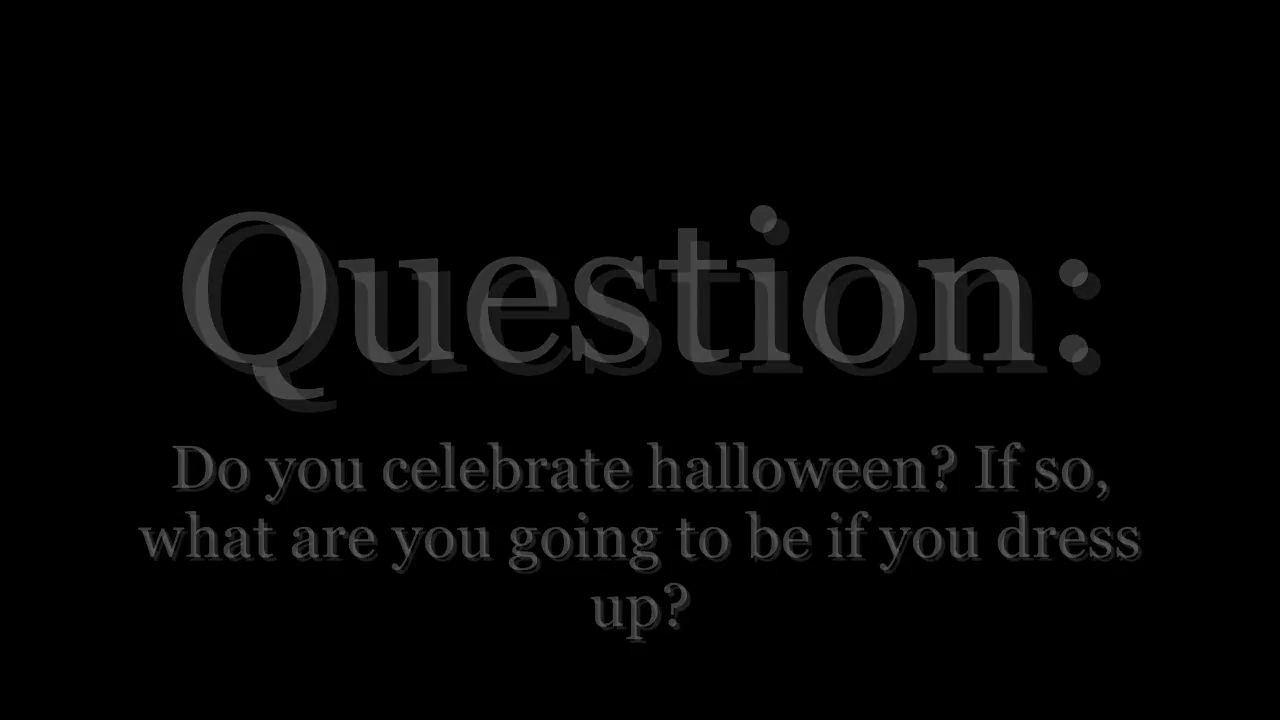 Question:
Do you celebrate halloween? If so,
what are you going to be if you dress
up?